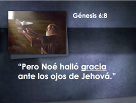 Génesis 6:8
“Pero Noé halló gracia
ante los ojos de Jehová.”